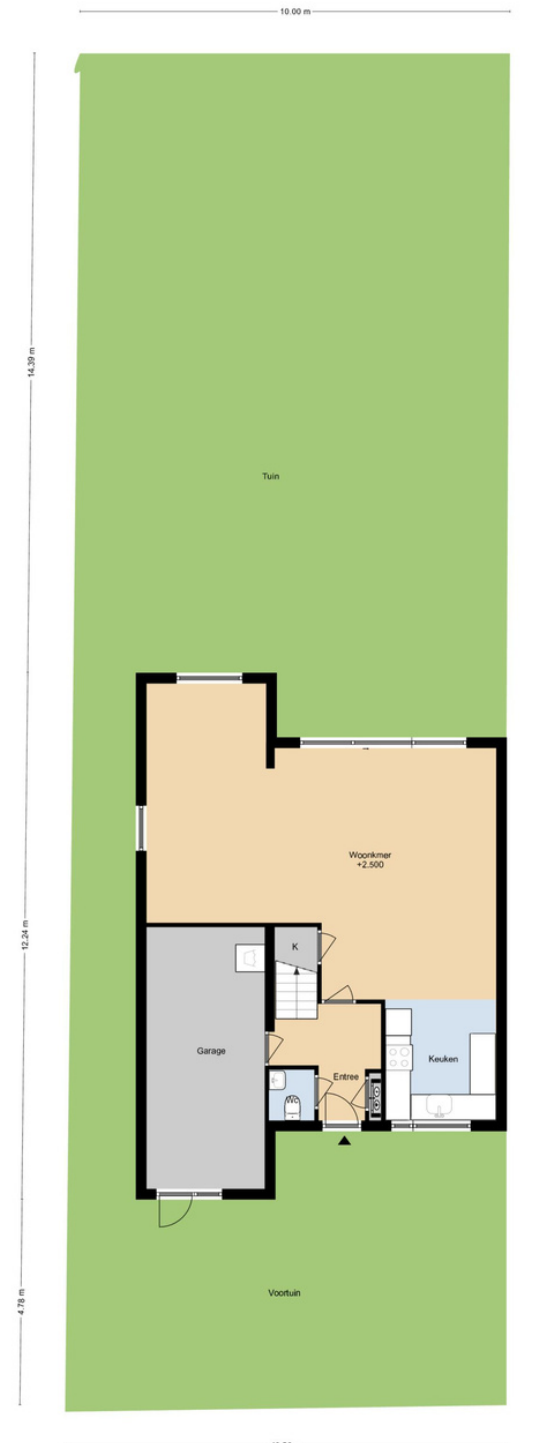 10.00 m
14.39 m
Tuin
Woonkmer
+2.500
12.24 m
K
Garage
Keuken
Entree
Wc
4.78 m
Voortuin